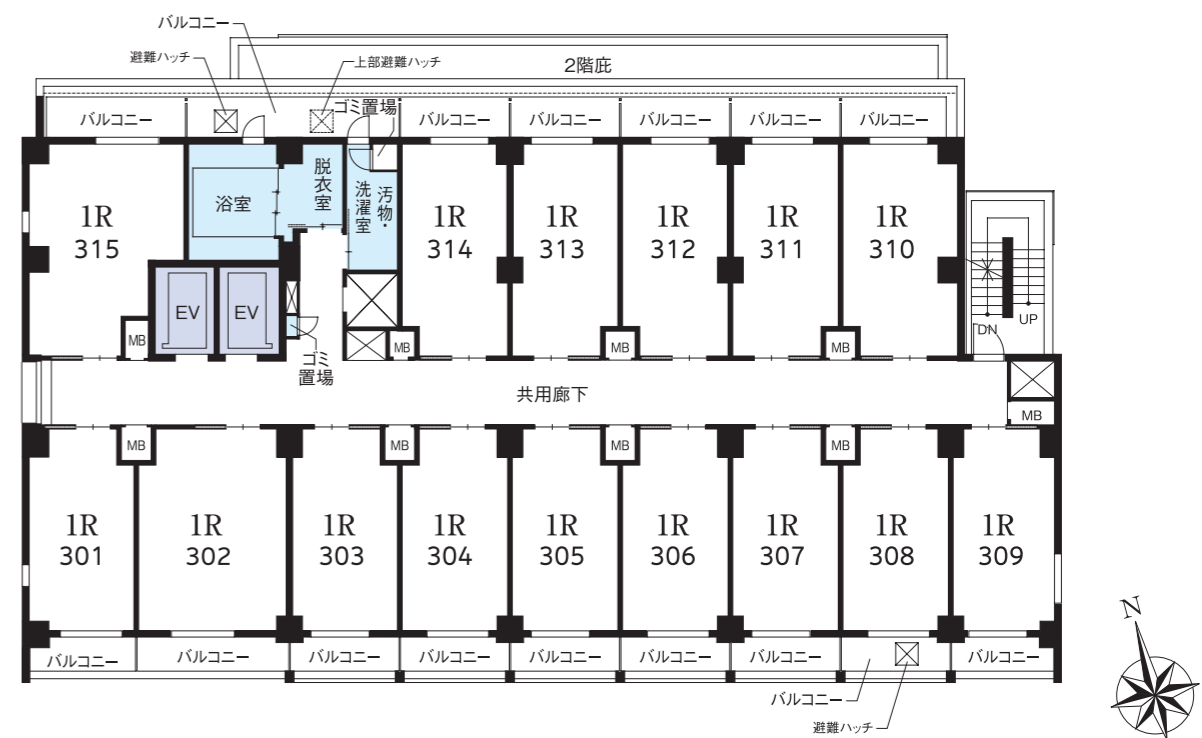 バルコニー
避難ハッチ
上部避難ハッチ
2階庇
ゴミ置場
バルコニー
バルコニー
バルコニー
バルコニー
バルコニー
バルコニー
1R
315
浴室
脱衣室
汚物・
洗濯室
1R
314
1R
313
1R
312
1R
311
1R
310
EV
EV
MB
ゴミ
置場
MB
MB
MB
DN
UP
共用廊下
MB
MB
MB
MB
MB
1R
301
1R
302
1R
303
1R
304
1R
305
1R
306
1R
307
1R
308
1R
309
バルコニー
バルコニー
バルコニー
バルコニー
バルコニー
バルコニー
バルコニー
バルコニー
バルコニー
避難ハッチ
N